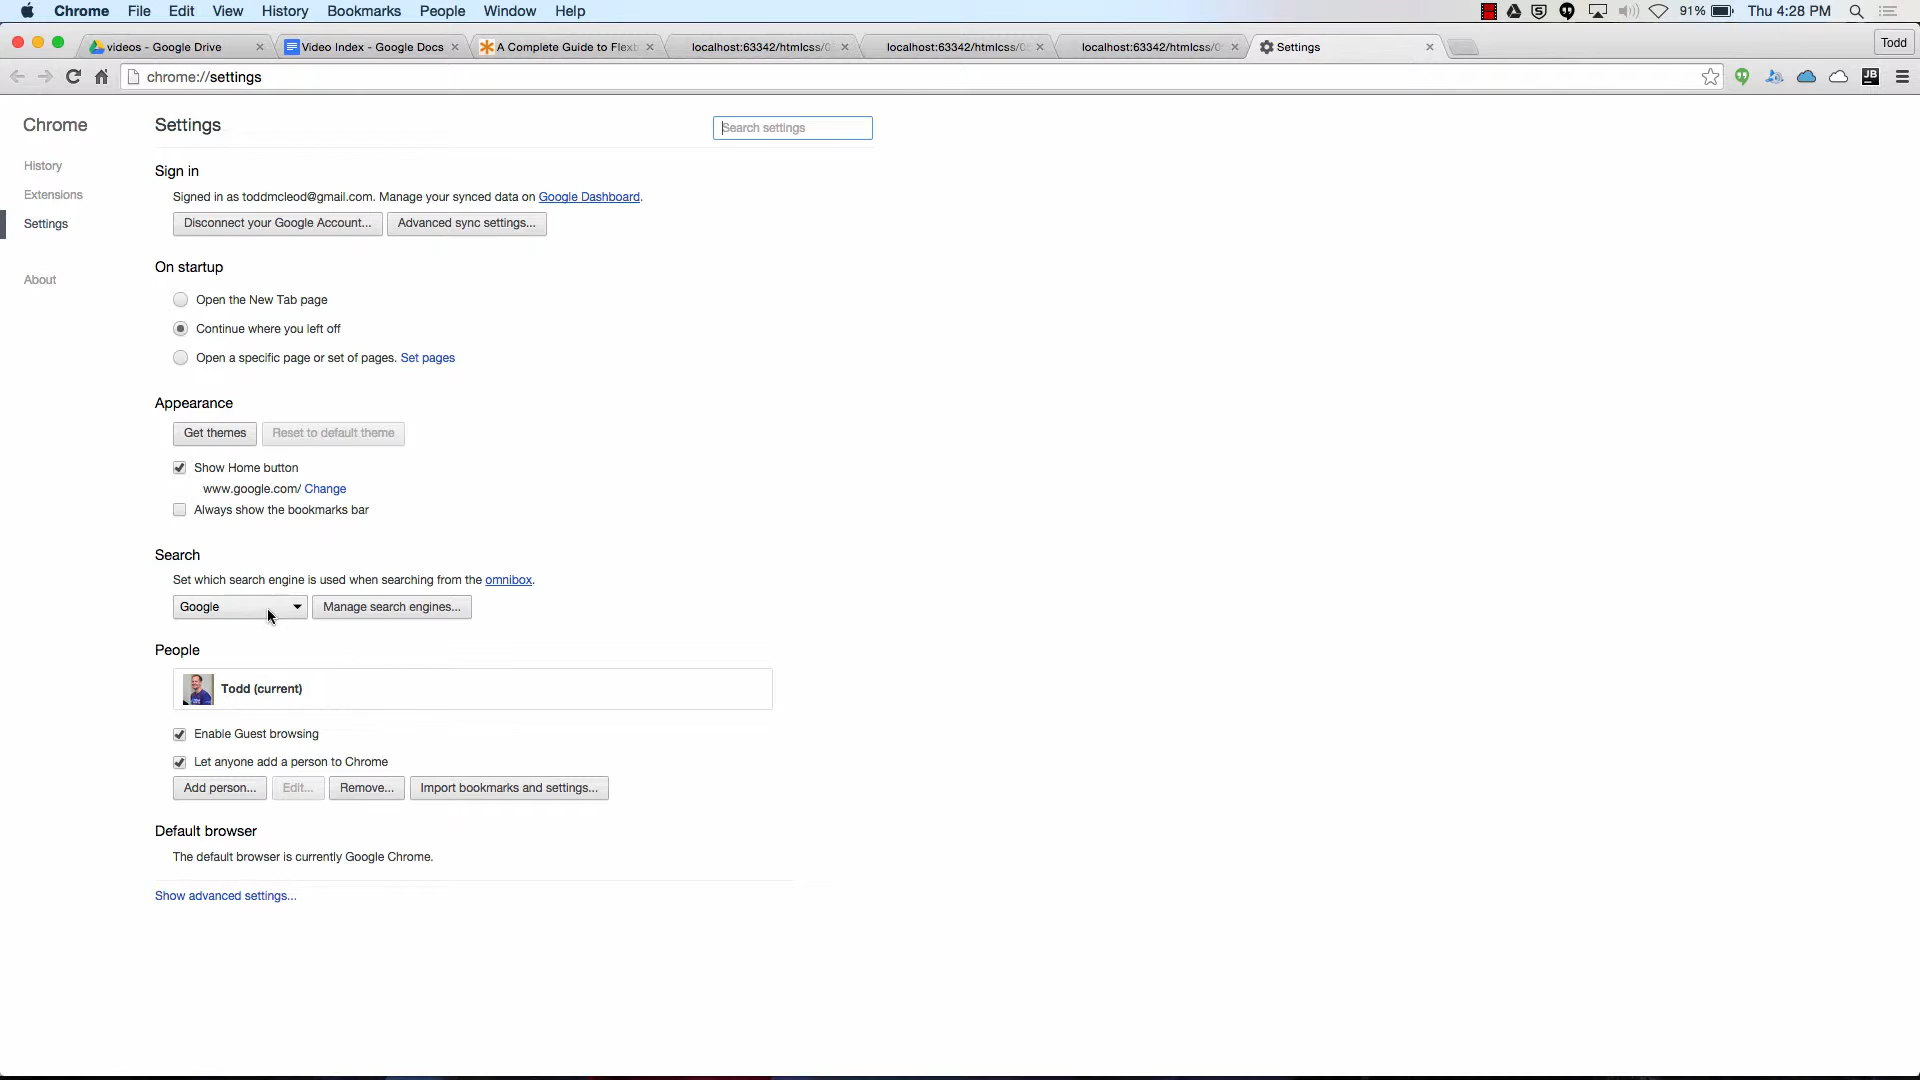 Chrome File Edit View History Bookmarks People Window Help 91% Thu 4:28 PM
videos - Google Drive Video Index - Google Docs A Complete Guide to Flexb localhost:63342/htmlcss/0 localhost:63342/htmlcss/0 localhost:63342/htmlcss/0 Settings Todd
chrome://settings JB
Chrome Settings Search settings
History
Extensions
Settings
About
Sign in
Signed in as toddmcleod@gmail.com. Manage your synced data on Google Dashboard.
Disconnect your Google Account... Advanced sync settings...
On startup
Open the New Tab page
Continue where you left off
Open a specific page or set of pages. Set pages
Appearance
Get themes Reset to default theme
Show Home button
www.google.com/ Change
Always show the bookmarks bar
Search
Set which search engine is used when searching from the omnibox.
Google Manage search engines...
People
Todd (current)
Enable Guest browsing
Let anyone add a person to Chrome
Add person... Edit... Remove... Import bookmarks and settings...
Default browser
The default browser is currently Google Chrome.
Show advanced settings...